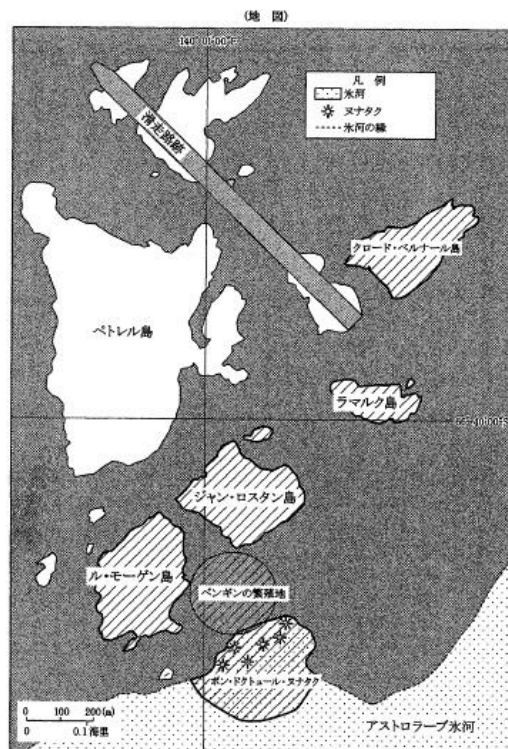 (地 図)
140°01′00″E
凡 例
氷河
ヌナタク
氷河の縁
滑走路跡
クロード・ベルナール島
ペトレル島
ラマルク島
66°40′00″S
ジャン・ロスタン島
ル・モーゲン島
ペンギンの繁殖地
ボン・ドクトゥール・ヌナタク
アストロラーブ氷河
0 100 200(m)
0 0.1海里